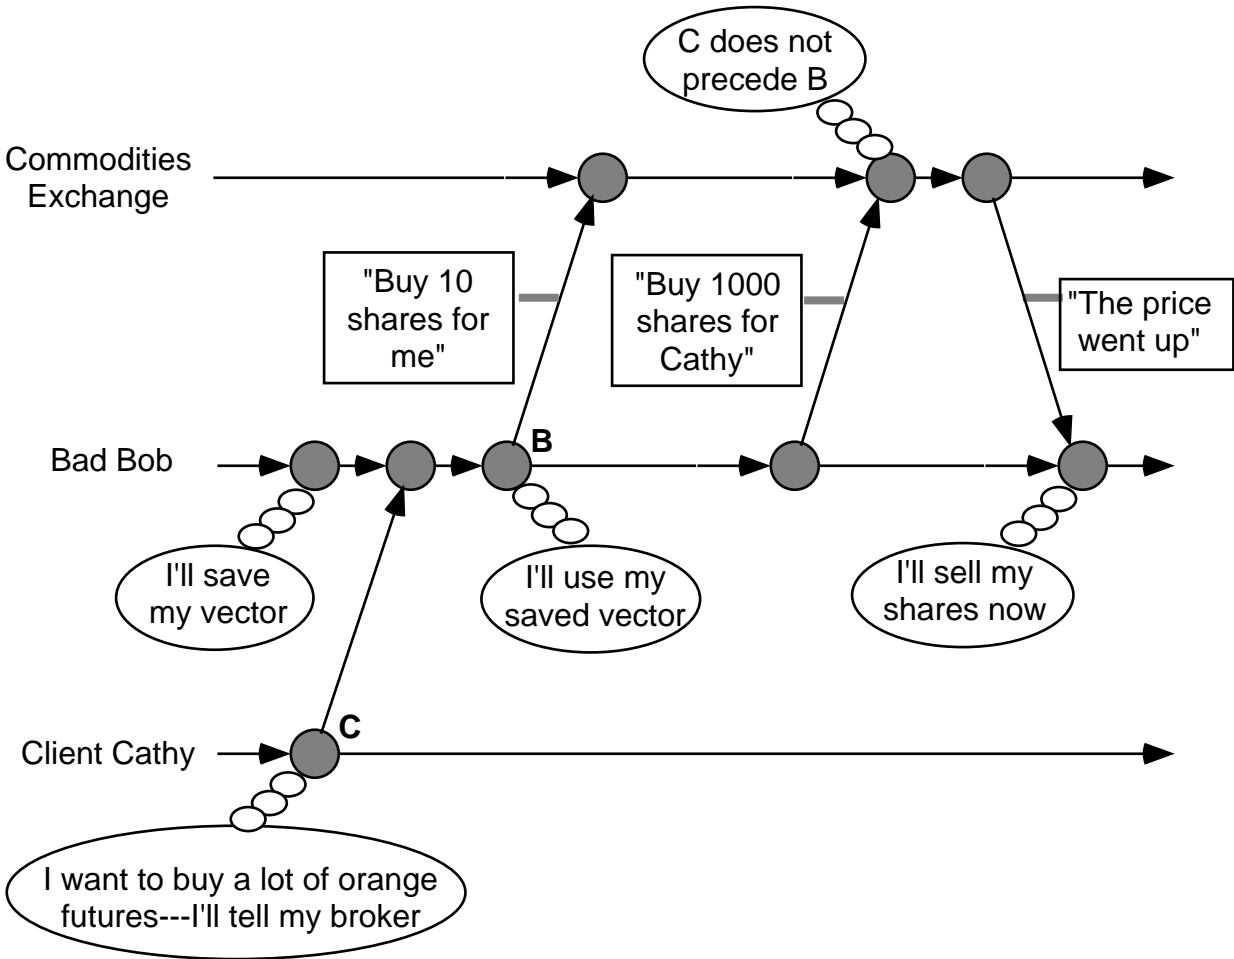 C does not
precede B
Commodities
Exchange
"Buy 10
shares for
me"
"Buy 1000
shares for
Cathy"
"The price
went up"
B
Bad Bob
I'll save
my vector
I'll use my
saved vector
I'll sell my
shares now
C
Client Cathy
I want to buy a lot of orange
futures---I'll tell my broker